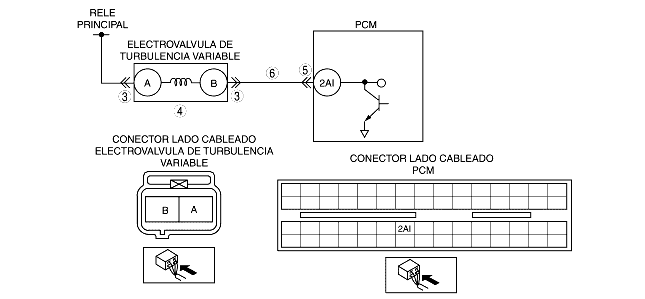 RELE
PRINCIPAL
PCM
ELECTROVALVULA DE
TURBULENCIA VARIABLE
A
B
2AI
3
3
4
6
5
CONECTOR LADO CABLEADO
ELECTROVALVULA DE TURBULENCIA
VARIABLE
B A
CONECTOR LADO CABLEADO
PCM
2AI